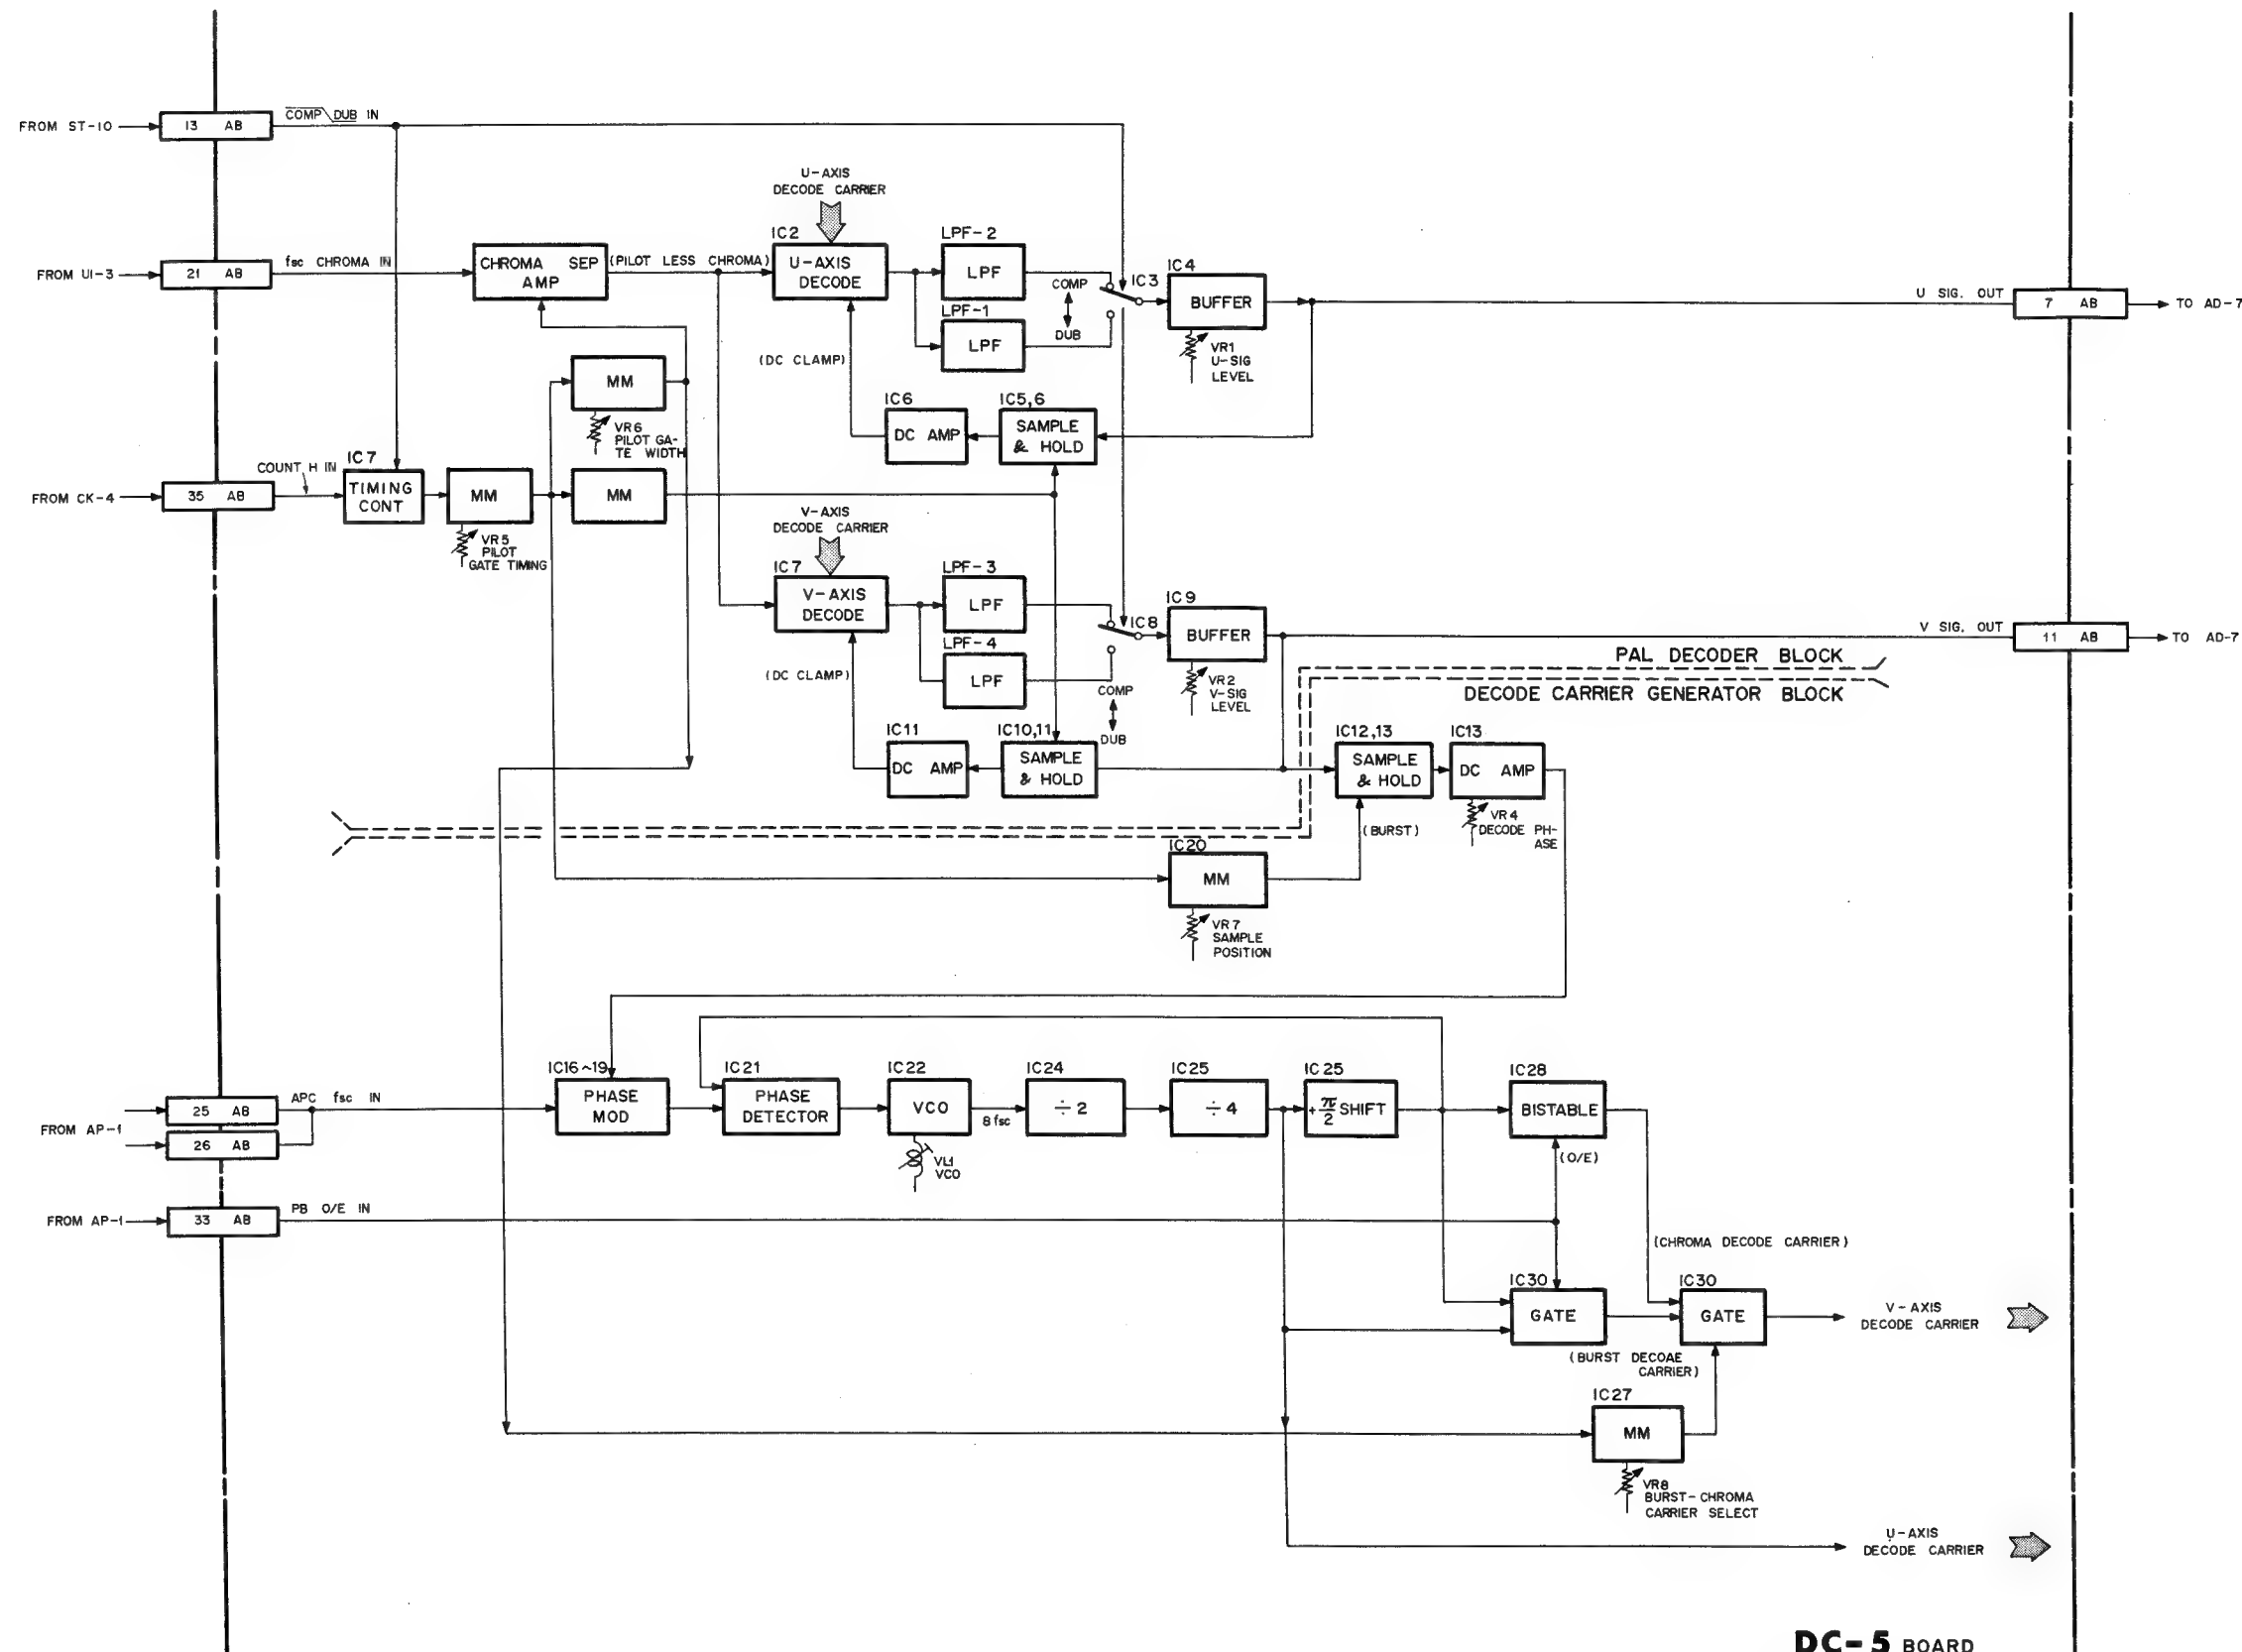 FROM ST-10
13 AB
COMP DUB IN
U-AXIS
DECODE CARRIER
FROM UI-3
21 AB
fsc CHROMA IN
CHROMA SEP
AMP
(PILOT LESS CHROMA)
IC2
U-AXIS
DECODE
LPF-2
LPF
LPF-1
LPF
COMP
DUB
IC3
IC4
BUFFER
VR1
U-SIG
LEVEL
U SIG. OUT
7 AB
TO AD-7
(DC CLAMP)
MM
VR6
PILOT GA-
TE WIDTH
IC6
DC AMP
IC5,6
SAMPLE
& HOLD
FROM CK-4
35 AB
COUNT H IN
IC7
TIMING
CONT
MM
VR5
PILOT
GATE TIMING
MM
V-AXIS
DECODE CARRIER
IC7
V-AXIS
DECODE
LPF-3
LPF
LPF-4
LPF
IC8
IC9
BUFFER
VR2
V-SIG
LEVEL
V SIG. OUT
11 AB
TO AD-7
PAL DECODER BLOCK
DECODE CARRIER GENERATOR BLOCK
(DC CLAMP)
COMP
DUB
IC11
DC AMP
IC10,11
SAMPLE
& HOLD
IC12,13
SAMPLE
& HOLD
IC13
DC AMP
VR4
DECODE PH-
ASE
(BURST)
IC20
MM
VR7
SAMPLE
POSITION
FROM AP-1
25 AB
26 AB
APC fsc IN
IC16~19
PHASE
MOD
IC21
PHASE
DETECTOR
IC22
VCO
VL1
VCO
8fsc
IC24
÷2
IC25
÷4
IC25
+π/2 SHIFT
IC28
BISTABLE
(O/E)
FROM AP-1
33 AB
PB O/E IN
(CHROMA DECODE CARRIER)
IC30
GATE
IC30
GATE
(BURST DECOAE
CARRIER)
V-AXIS
DECODE CARRIER
IC27
MM
VR8
BURST-CHROMA
CARRIER SELECT
U-AXIS
DECODE CARRIER
DC-5 BOARD